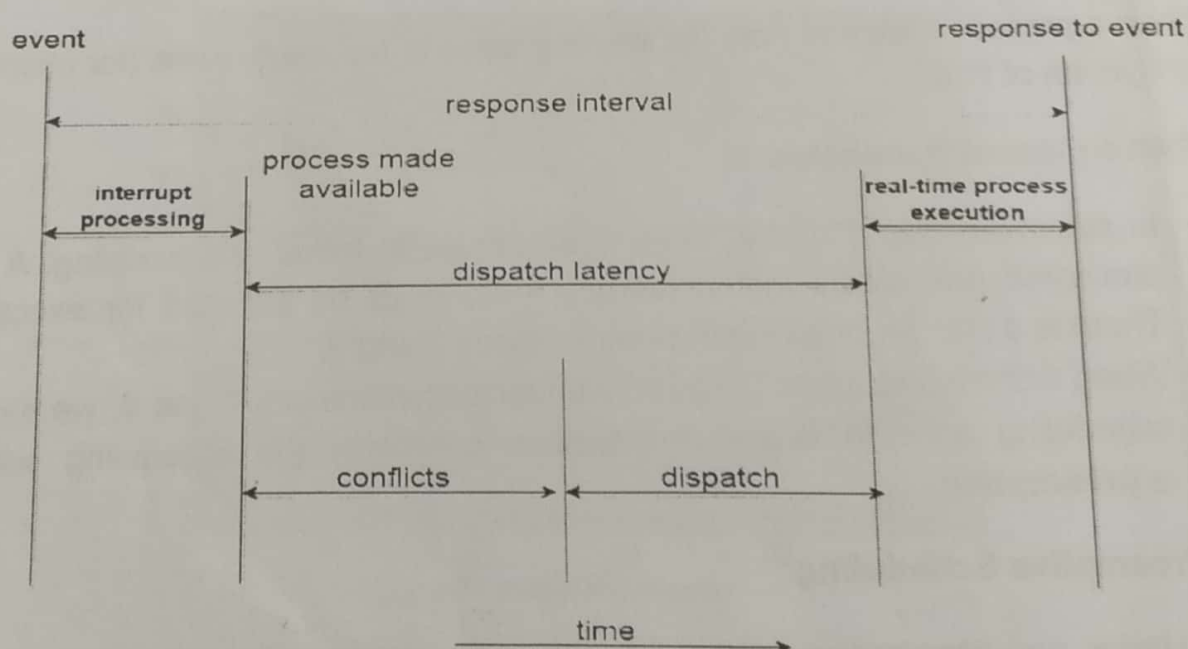 event
response to event
response interval
process made
available
interrupt
processing
real-time process
execution
dispatch latency
conflicts
dispatch
time